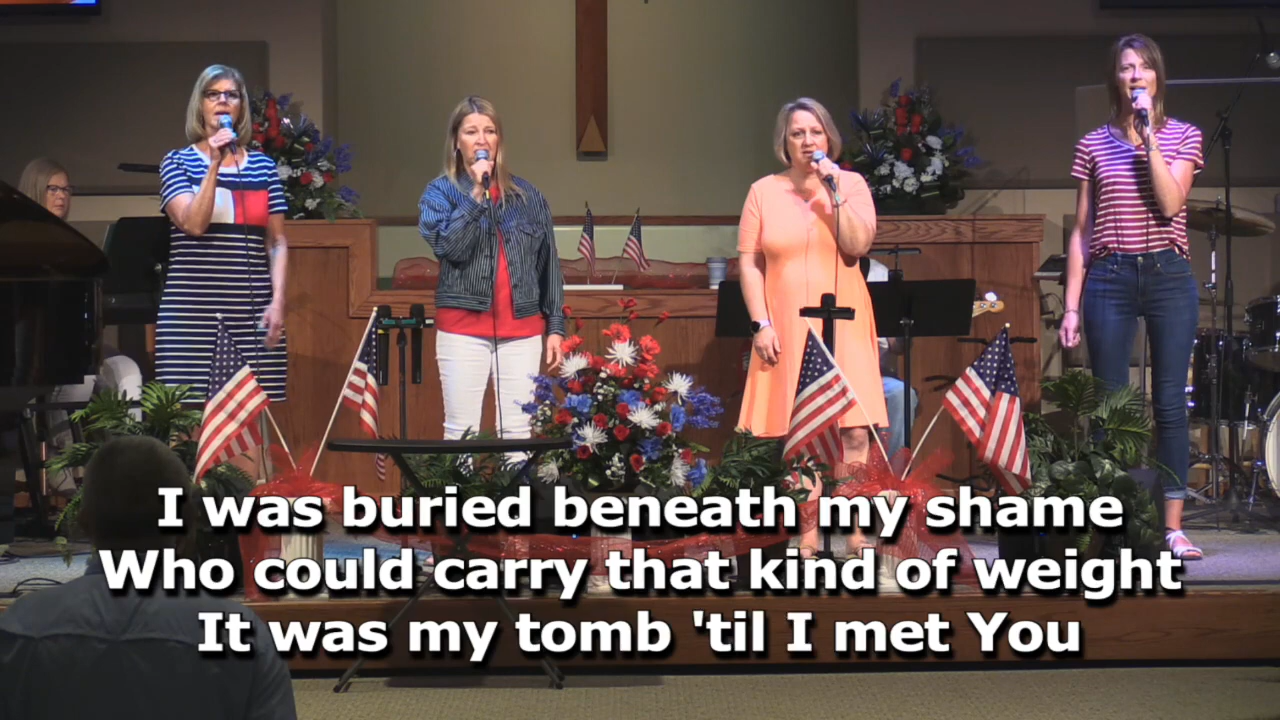 I was buried beneath my shame
Who could carry that kind of weight
It was my tomb 'til I met You